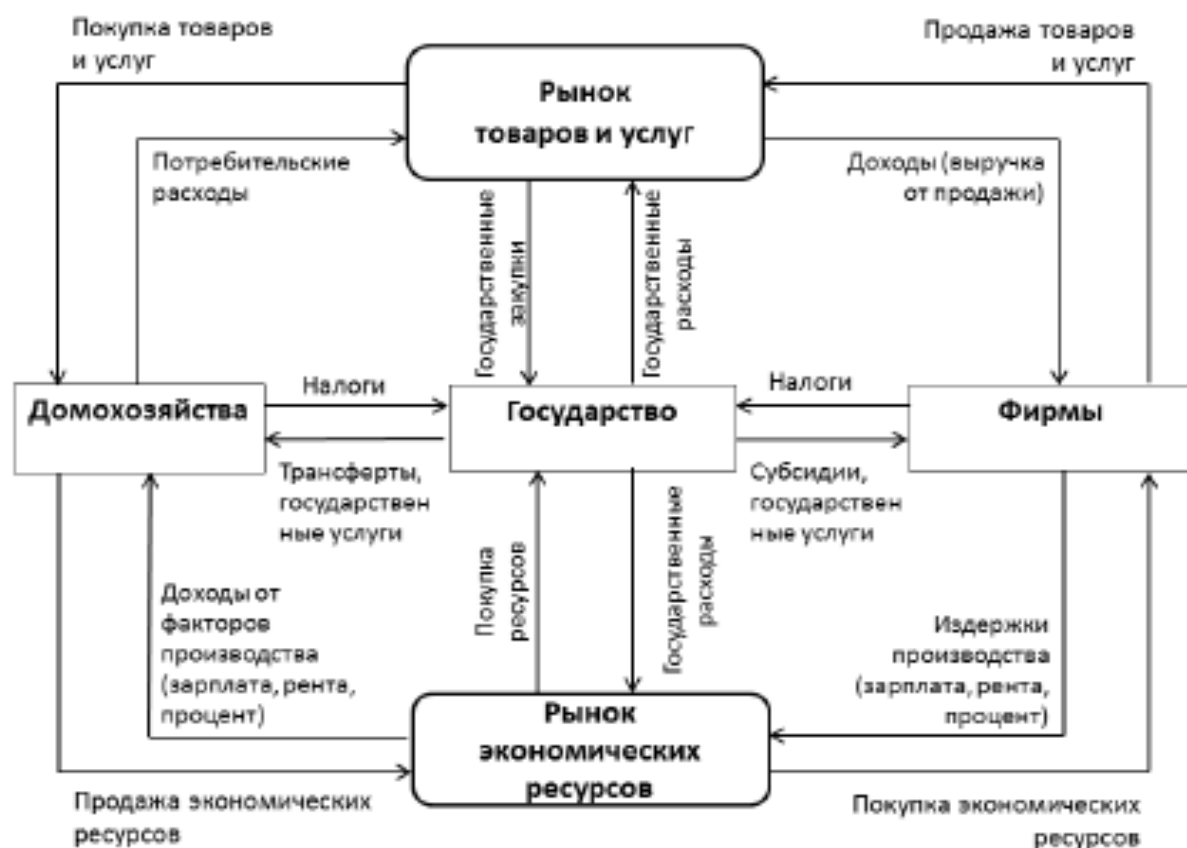 Покупка товаров
и услуг
Продажа товаров
и услуг
Рынок
товаров и услуг
Потребительские
расходы
Доходы (выручка
от продажи)
Государственные
закупки
Государственные
расходы
Домохозяйства
Налоги
Государство
Налоги
Фирмы
Трансферты,
государствен
ные услуги
Субсидии,
государствен
ные услуги
Покупка
ресурсов
Государственные
расходы
Доходы от
факторов
производства
(зарплата, рента,
процент)
Издержки
производства
(зарплата, рента,
процент)
Рынок
экономических
ресурсов
Продажа экономических
ресурсов
Покупка экономических
ресурсов